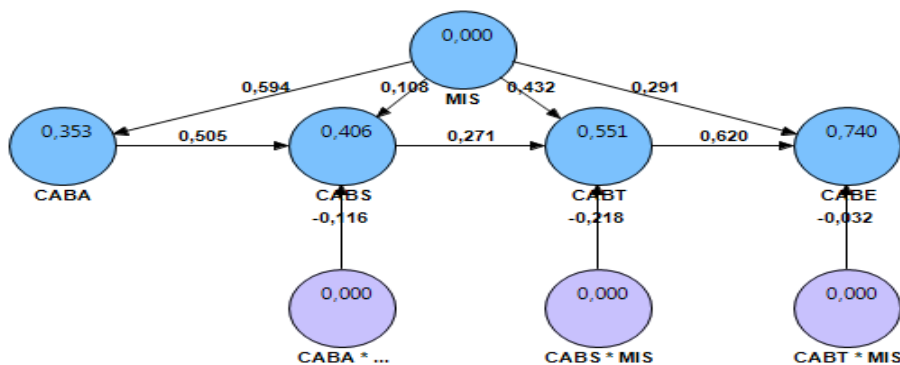 0,000
0,594
0,108
0,432
0,291
MIS
0,353
0,505
0,406
0,271
0,551
0,620
0,740
CABA
CABS
CABT
CABE
-0,116
-0,218
-0,032
0,000
0,000
0,000
CABA * ...
CABS * MIS
CABT * MIS